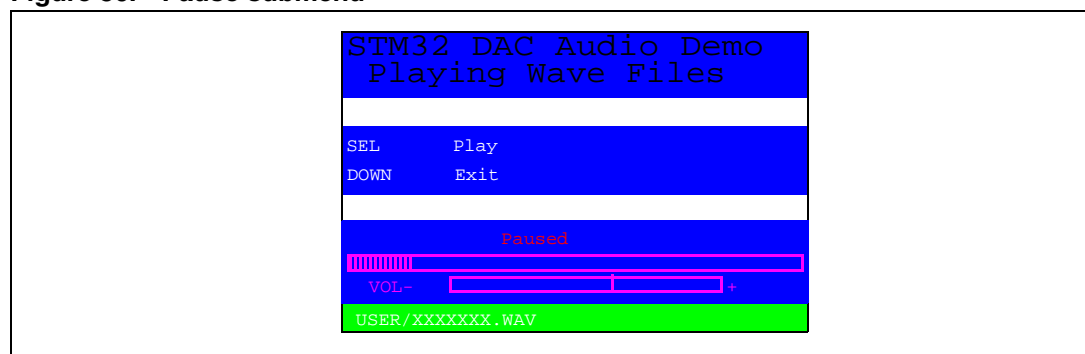 STM32 DAC Audio Demo
Playing Wave Files
SEL Play
DOWN Exit
Paused
VOL- +
USER/XXXXXXX.WAV